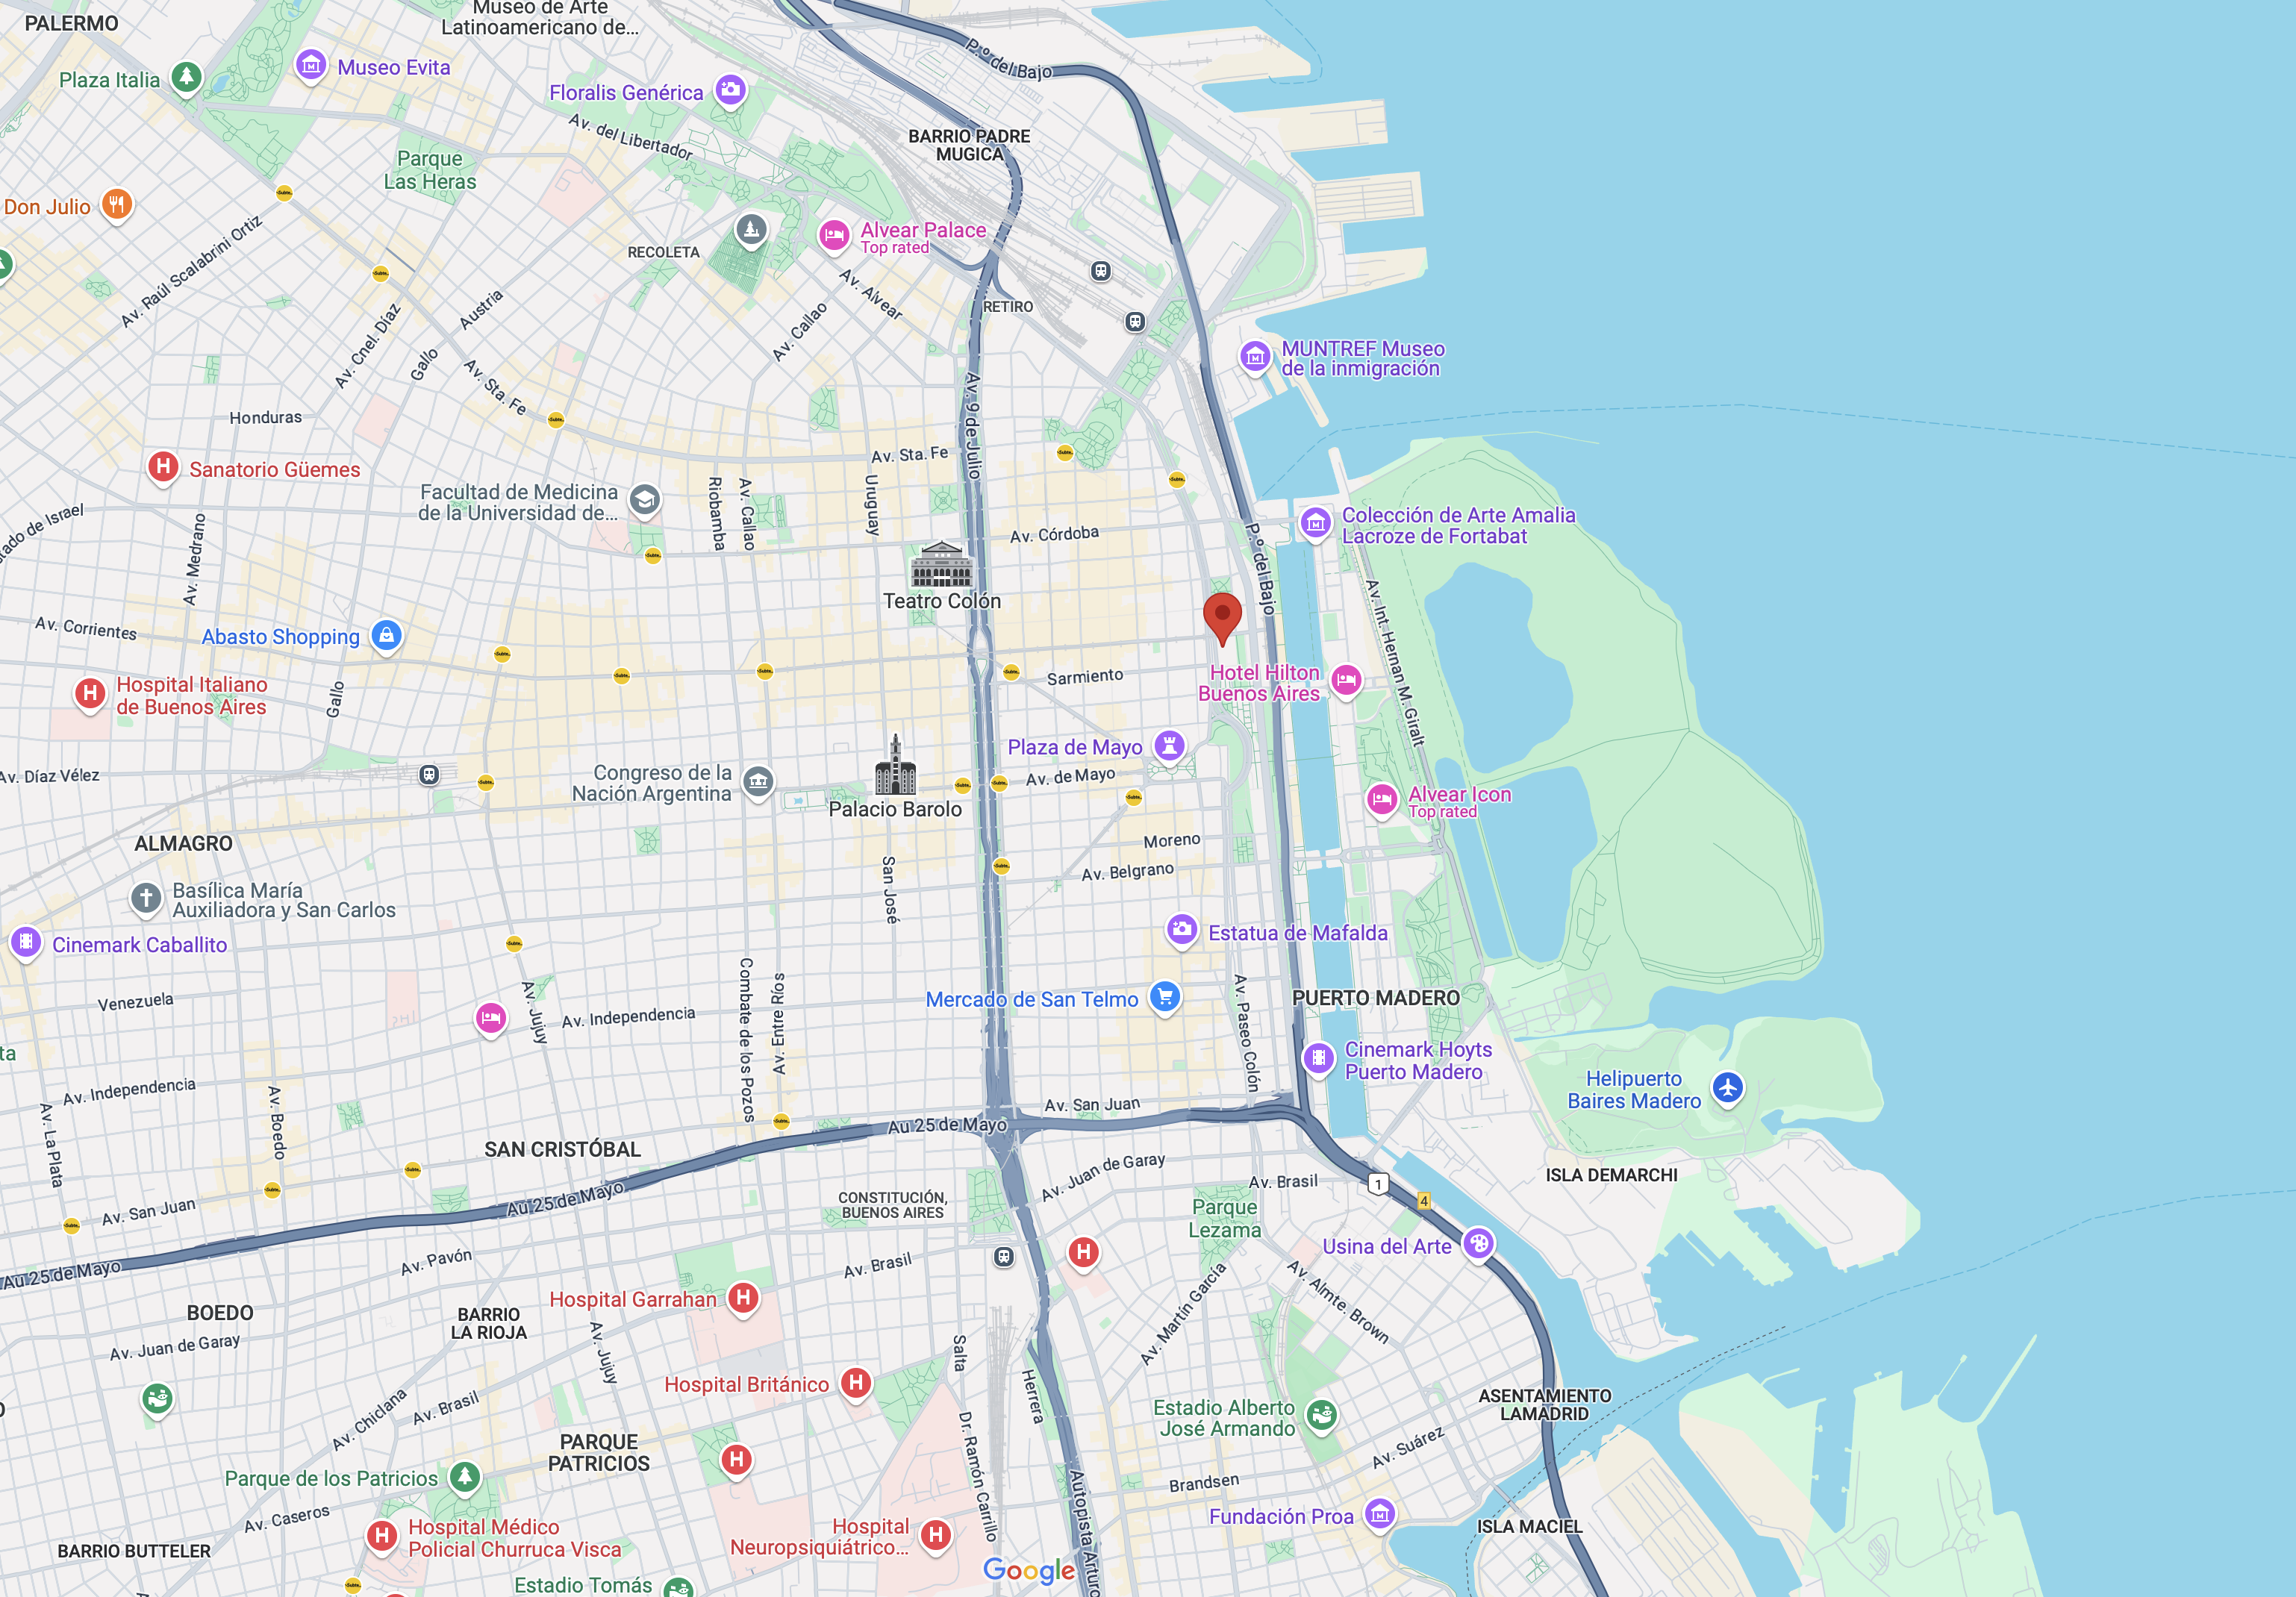 PALERMO
Museo de Arte
Latinoamericano de...
P.º del Bajo
Plaza Italia
Museo Evita
Floralis Genérica
Av. del Libertador
BARRIO PADRE
MUGICA
Parque
Las Heras
Don Julio
Av. Raúl Scalabrini Ortiz
RECOLETA
Alvear Palace
Top rated
Av. Alvear
RETIRO
Av. Cnel. Díaz
Austria
Gallo
Av. Callao
Av. Sta. Fe
MUNTREF Museo
de la inmigración
Honduras
Av. 9 de Julio
Av. Sta. Fe
Sanatorio Güemes
Facultad de Medicina
de la Universidad de...
Riobamba
Av. Callao
Uruguay
Av. Córdoba
P.º del Bajo
Colección de Arte Amalia
Lacroze de Fortabat
tado de Israel
Av. Medrano
Teatro Colón
Av. Int. Hernan M. Giralt
Av. Corrientes
Abasto Shopping
Hospital Italiano
de Buenos Aires
Gallo
Sarmiento
Hotel Hilton
Buenos Aires
Plaza de Mayo
Av. Díaz Vélez
Congreso de la
Nación Argentina
Palacio Barolo
Av. de Mayo
Alvear Icon
Top rated
ALMAGRO
Moreno
San José
Av. Belgrano
Basílica María
Auxiliadora y San Carlos
Cinemark Caballito
Estatua de Mafalda
Venezuela
Av. Jujuy
Av. Independencia
Combate de los Pozos
Av. Entre Ríos
Mercado de San Telmo
Av. Paseo Colón
PUERTO MADERO
ta
Cinemark Hoyts
Puerto Madero
Helipuerto
Baires Madero
Av. Independencia
Av. La Plata
Av. Boedo
Av. San Juan
SAN CRISTÓBAL
Au 25 de Mayo
Av. Juan de Garay
Av. Brasil
1
4
ISLA DEMARCHI
Av. San Juan
Au 25 de Mayo
CONSTITUCIÓN,
BUENOS AIRES
Parque
Lezama
Usina del Arte
Au 25 de Mayo
Av. Pavón
Av. Brasil
Av. Martín García
Av. Almte. Brown
Hospital Garrahan
BOEDO
BARRIO
LA RIOJA
Av. Juan de Garay
Av. Jujuy
Salta
Herrera
Hospital Británico
Av. Chiclana
Av. Brasil
Dr. Ramón Carrillo
Estadio Alberto
José Armando
ASENTAMIENTO
LAMADRID
Av. Suárez
PARQUE
PATRICIOS
Parque de los Patricios
Autopista Arturo
Brandsen
Av. Caseros
Hospital Médico
Policial Churruca Visca
Hospital
Neuropsiquiátrico...
Fundación Proa
ISLA MACIEL
BARRIO BUTTELER
Google
Estadio Tomás